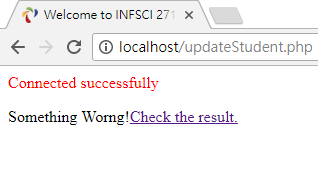 Welcome to INFSCI 271
localhost/updateStudent.php
Connected successfully
Something Worng!Check the result.